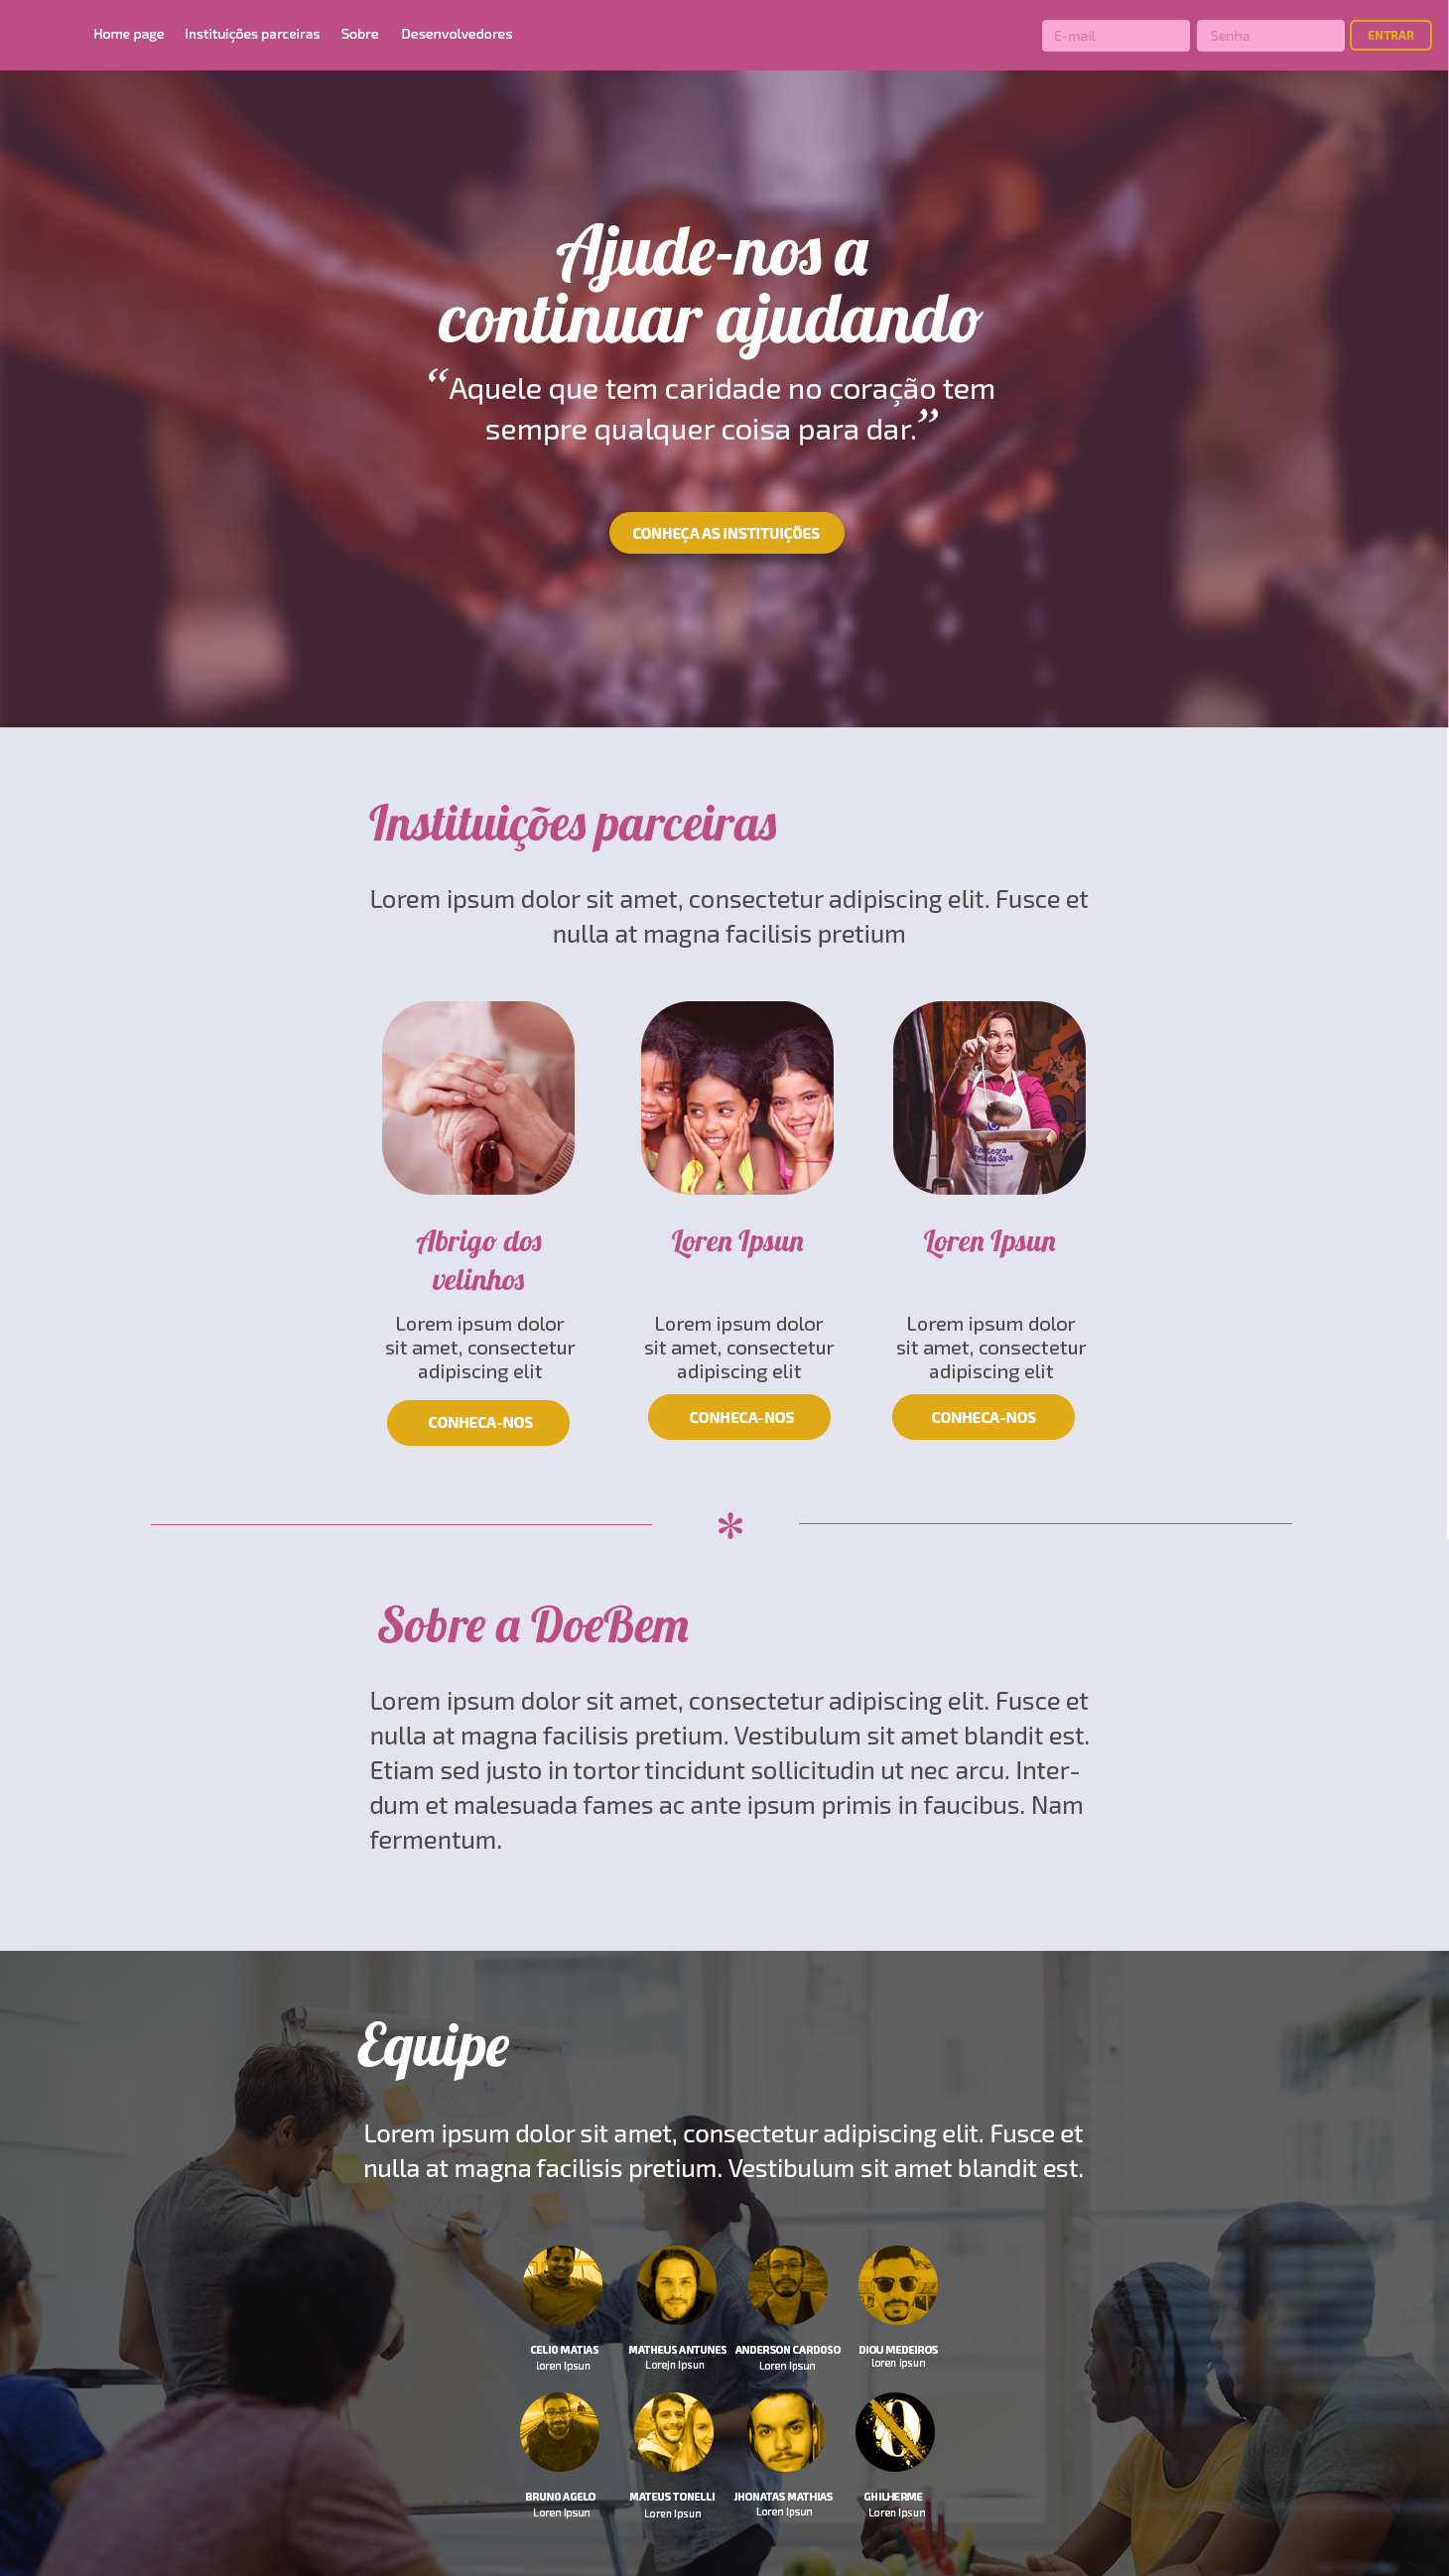 Home page Instituições parceiras Sobre Desenvolvedores E-mail Senha ENTRAR
Ajude-nos a
continuar ajudando
“Aquele que tem caridade no coração tem
sempre qualquer coisa para dar.”
CONHEÇA AS INSTITUIÇÕES
Instituições parceiras
Lorem ipsum dolor sit amet, consectetur adipiscing elit. Fusce et
nulla at magna facilisis pretium
Abrigo dos
velinhos
Lorem ipsum dolor
sit amet, consectetur
adipiscing elit
CONHECA-NOS
Loren Ipsun
Lorem ipsum dolor
sit amet, consectetur
adipiscing elit
CONHECA-NOS
Loren Ipsun
Lorem ipsum dolor
sit amet, consectetur
adipiscing elit
CONHECA-NOS
*
Sobre a DoeBem
Lorem ipsum dolor sit amet, consectetur adipiscing elit. Fusce et
nulla at magna facilisis pretium. Vestibulum sit amet blandit est.
Etiam sed justo in tortor tincidunt sollicitudin ut nec arcu. Inter-
dum et malesuada fames ac ante ipsum primis in faucibus. Nam
fermentum.
Equipe
Lorem ipsum dolor sit amet, consectetur adipiscing elit. Fusce et
nulla at magna facilisis pretium. Vestibulum sit amet blandit est.
CELIO MATIAS
loren Ipsun
MATHEUS ANTUNES
Lorejn Ipsun
ANDERSON CARDOSO
Loren Ipsun
DIOU MEDEIROS
loren ipsun
BRUNO AGELO
Loren Ipsun
MATEUS TONELLI
Loren Ipsun
JHONATAS MATHIAS
Loren Ipsun
GHILHERME
Loren Ipsun